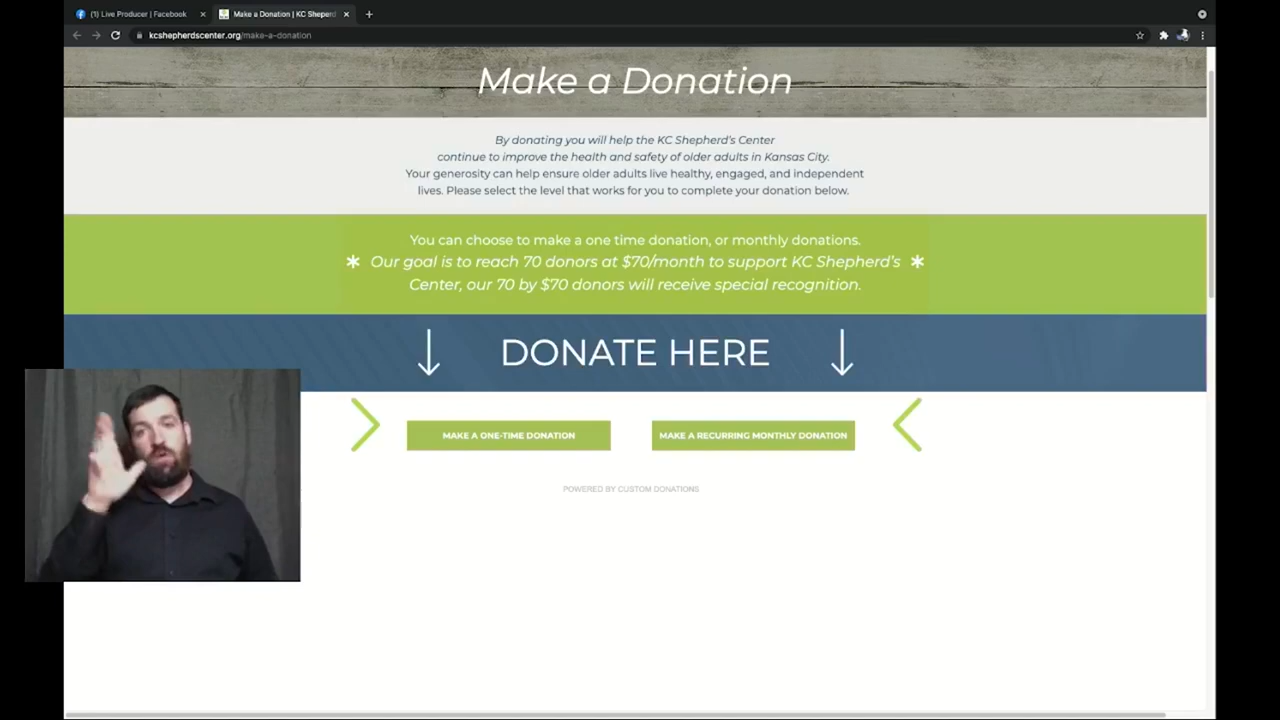 (1) Live Producer | Facebook
Make a Donation | KC Sheperd
kcshepherdscenter.org/make-a-donation
Make a Donation
By donating you will help the KC Shepherd's Center
continue to improve the health and safety of older adults in Kansas City.
Your generosity can help ensure older adults live healthy, engaged, and independent
lives. Please select the level that works for you to complete your donation below.
You can choose to make a one time donation, or monthly donations.
* Our goal is to reach 70 donors at $70/month to support KC Shepherd's *
Center, our 70 by $70 donors will receive special recognition.
DONATE HERE
MAKE A ONE-TIME DONATION
MAKE A RECURRING MONTHLY DONATION
POWERED BY CUSTOM DONATIONS